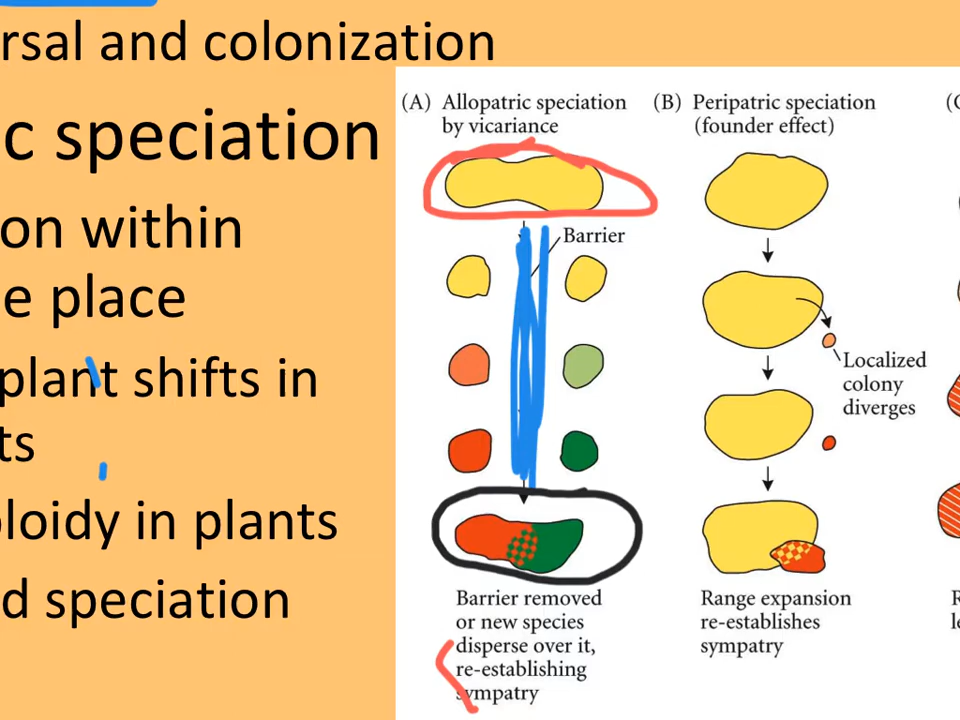 rsal and colonization
c speciation
on within
e place
plant shifts in
ts
loidy in plants
d speciation
(A) Allopatric speciation
by vicariance
Barrier
Barrier removed
or new species
disperse over it,
re-establishing
sympatry
(B) Peripatric speciation
(founder effect)
Localized
colony
diverges
Range expansion
re-establishes
sympatry
(
R
le